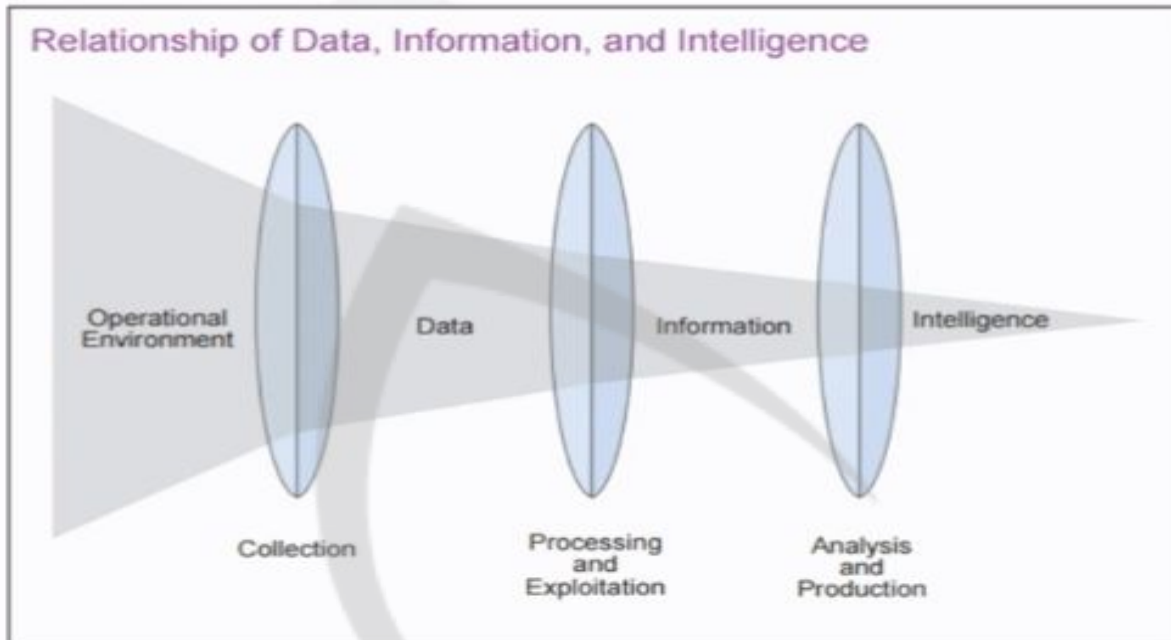 Relationship of Data, Information, and Intelligence
Operational
Environment
Data
Information
Intelligence
Collection
Processing
and
Exploitation
Analysis
and
Production